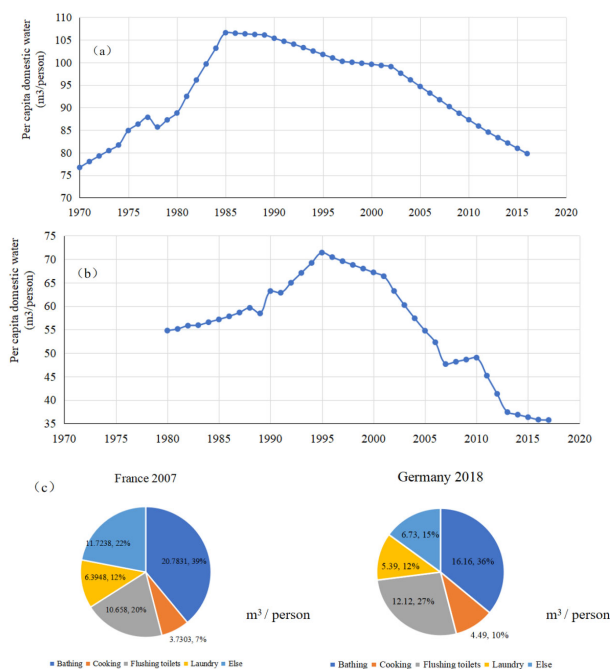 (a)
Per capita domestic water
(m3/person)
110
105
100
95
90
85
80
75
70
1970 1975 1980 1985 1990 1995 2000 2005 2010 2015 2020
(b)
Per capita domestic water
(m3/person)
75
70
65
60
55
50
45
40
35
1970 1975 1980 1985 1990 1995 2000 2005 2010 2015 2020
(c)
France 2007
11.7238, 22%
20.7831, 39%
6.3948, 12%
10.658, 20%
3.7303, 7%
m³ / person
Bathing Cooking Flushing toilets Laundry Else
Germany 2018
6.73, 15%
16.16, 36%
5.39, 12%
12.12, 27%
4.49, 10%
m³ / person
Bathing Cooking Flushing toilets Laundry Else